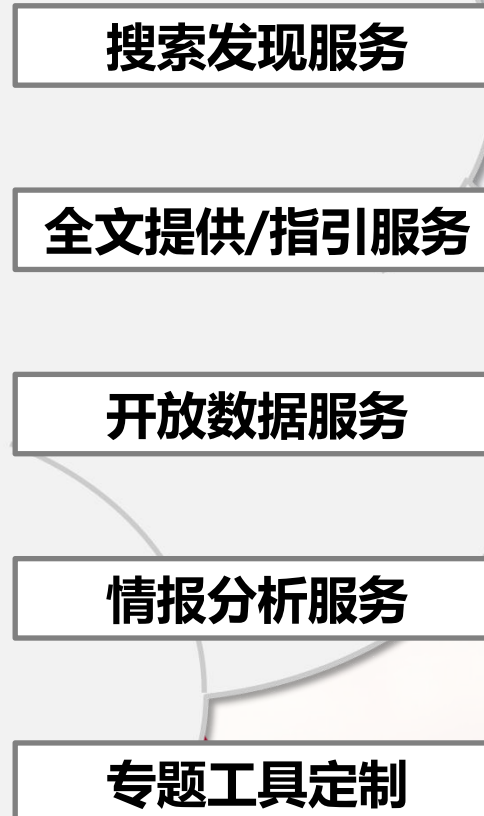 搜索发现服务
全文提供/指引服务
开放数据服务
情报分析服务
专题工具定制